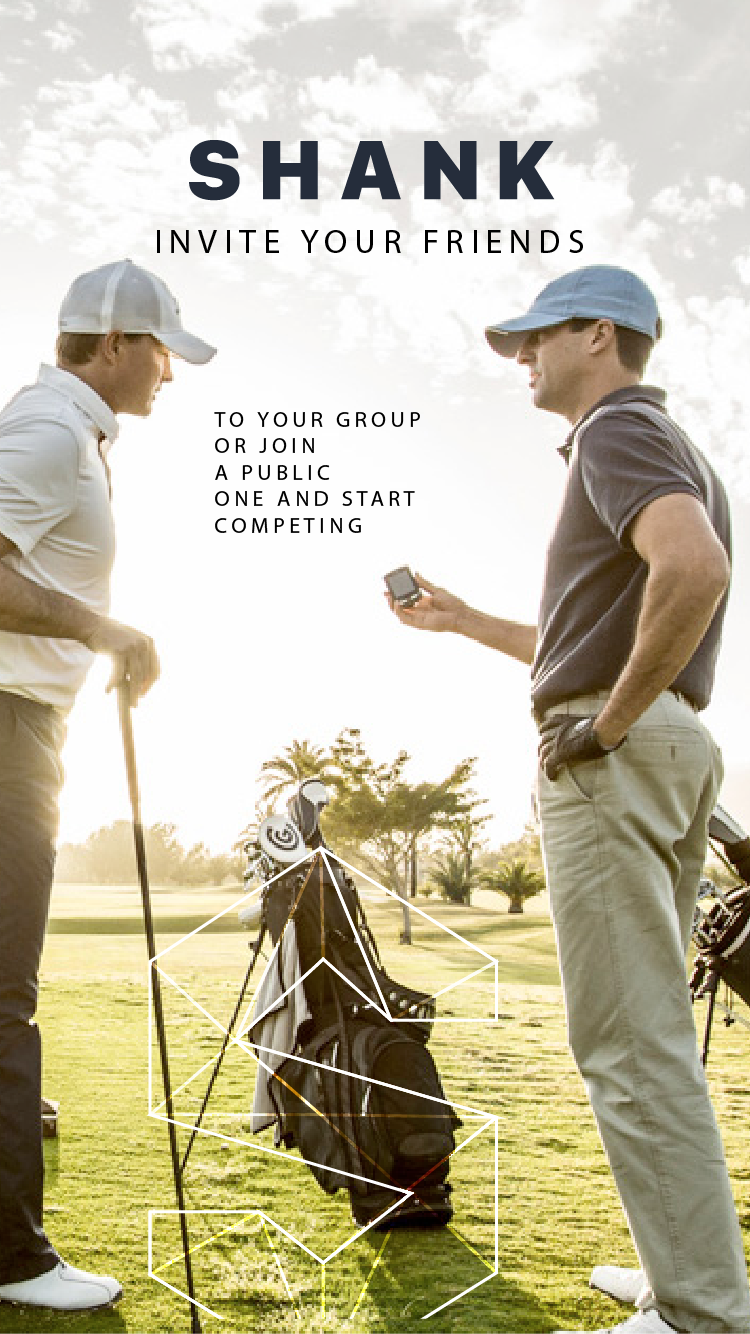 SHANK
INVITE YOUR FRIENDS
TO YOUR GROUP
OR JOIN
A PUBLIC
ONE AND START
COMPETING